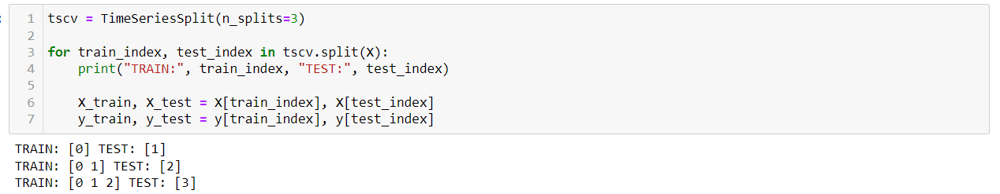 1 tscv = TimeSeriesSplit(n_splits=3)
2
3 for train_index, test_index in tscv.split(X):
4     print("TRAIN:", train_index, "TEST:", test_index)
5
6     X_train, X_test = X[train_index], X[test_index]
7     y_train, y_test = y[train_index], y[test_index]
TRAIN: [0] TEST: [1]
TRAIN: [0 1] TEST: [2]
TRAIN: [0 1 2] TEST: [3]